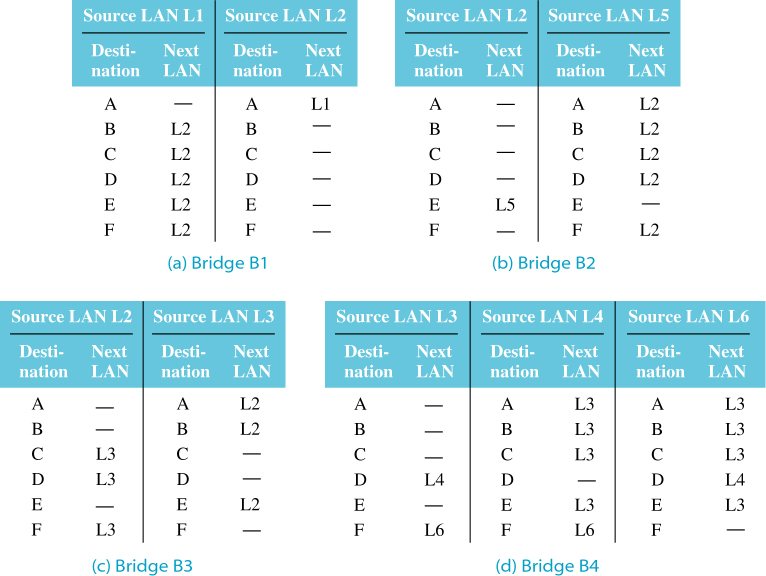 Source LAN L1 Source LAN L2 Source LAN L2 Source LAN L5
Desti- Next Desti- Next Desti- Next Desti- Next
nation LAN nation LAN nation LAN nation LAN
A — A L1 A — A L2
B L2 B — B — B L2
C L2 C — C — C L2
D L2 D — D — D L2
E L2 E — E L5 E —
F L2 F — F — F L2
(a) Bridge B1 (b) Bridge B2
Source LAN L2 Source LAN L3 Source LAN L3 Source LAN L4 Source LAN L6
Desti- Next Desti- Next Desti- Next Desti- Next Desti- Next
nation LAN nation LAN nation LAN nation LAN nation LAN
A — A L2 A — A L3 A L3
B — B L2 B — B L3 B L3
C L3 C — C — C L3 C L3
D L3 D — D L4 D — D L4
E — E L2 E — E L3 E L3
F L3 F — F L6 F L6 F —
(c) Bridge B3 (d) Bridge B4